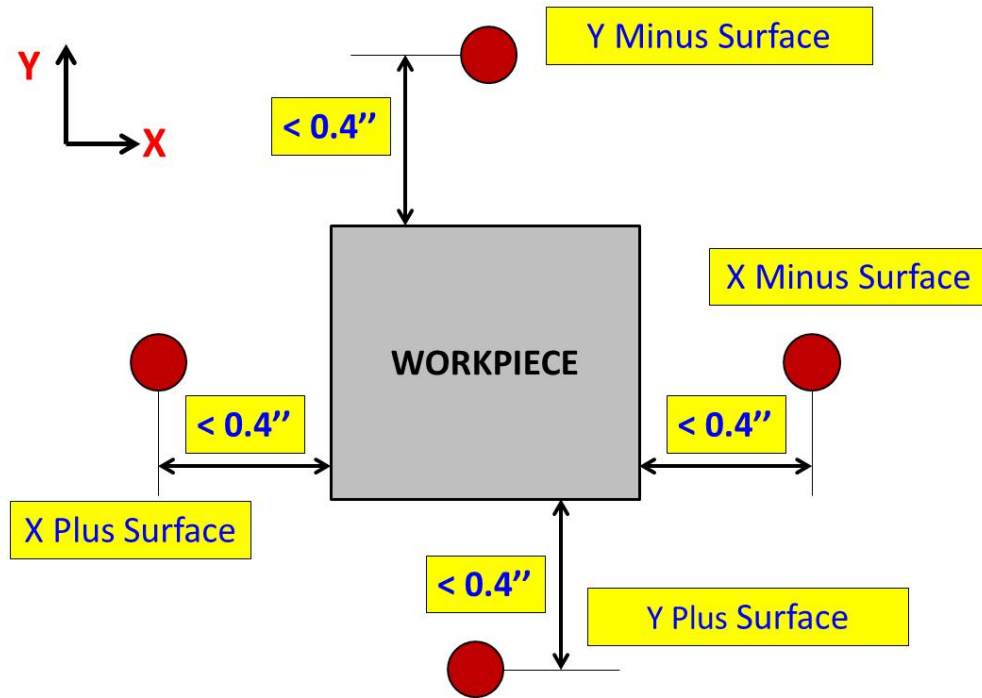 Y Minus Surface
Y
< 0.4’’
X
X Minus Surface
WORKPIECE
< 0.4’’
< 0.4’’
X Plus Surface
< 0.4’’
Y Plus Surface